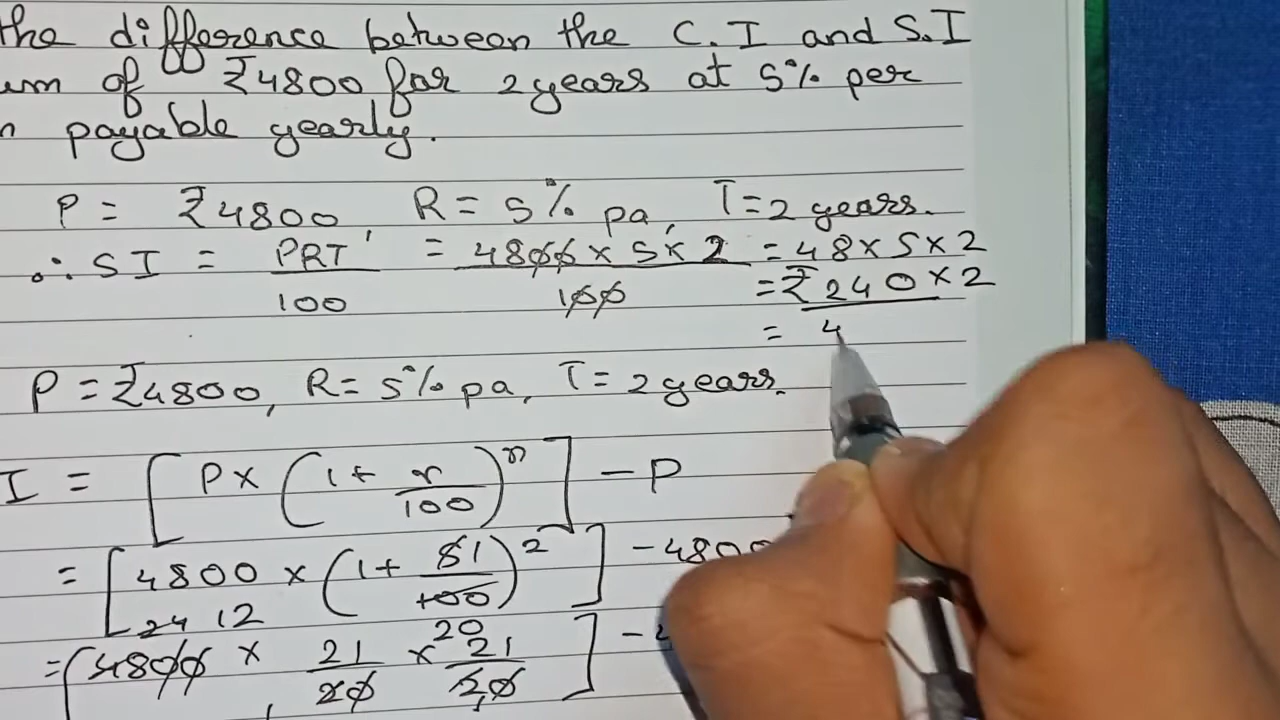 the difference between the C.I and S.I
of ₹4800 for 2 years at 5% per
payable yearly.
P = ₹4800, R = 5% pa, T = 2 years.
∴ SI = PRT/100 = 4800 × 5 × 2/100 = 48 × 5 × 2
= ₹240 × 2
= 4
P = ₹4800, R = 5% pa, T = 2 years.
I = [P × (1 + r/100)^n] - P
= [4800 × (1 + 51/100)^2] - 4800
24 12 20
= [4800 × 21/20 × 21/20] -